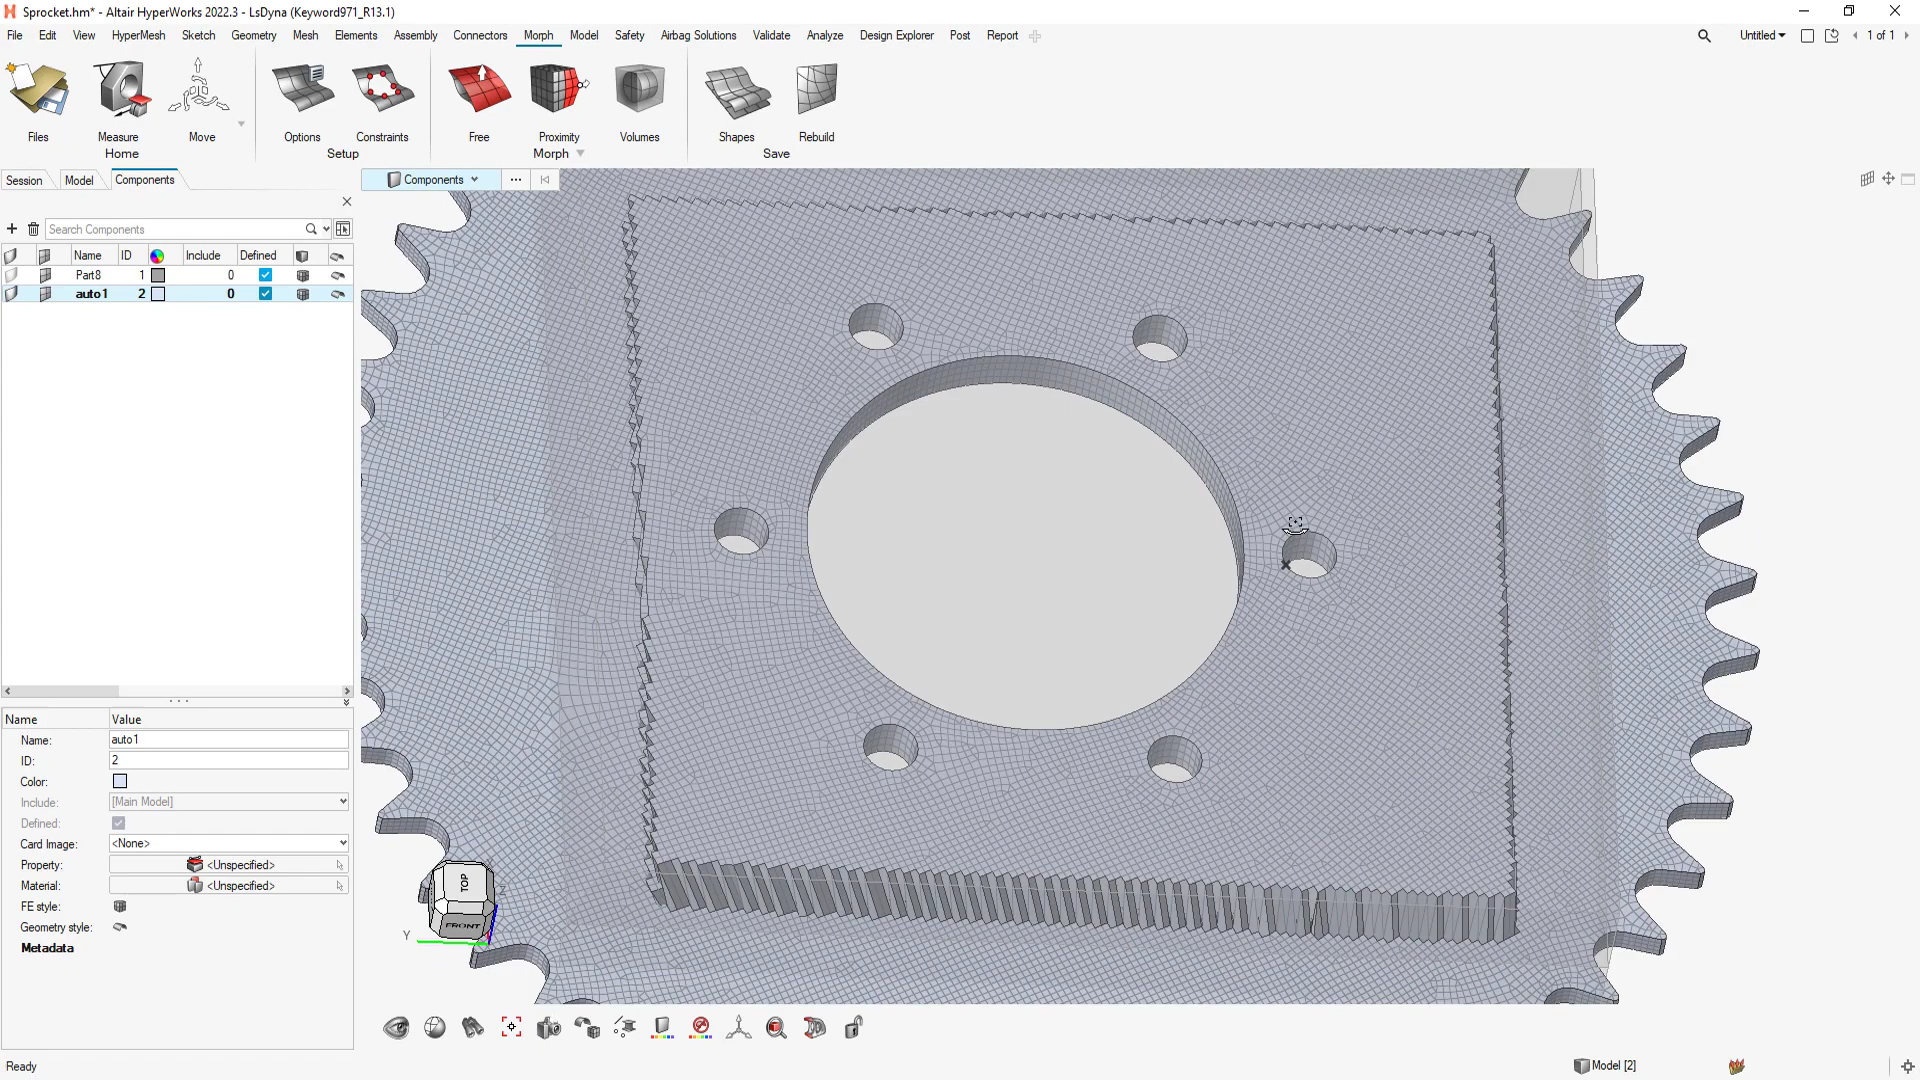 Sprocket.hm* - Altair HyperWorks 2022.3 - LsDyna (Keyword971_R13.1)
File Edit View HyperMesh Sketch Geometry Mesh Elements Assembly Connectors Morph Model Safety Airbag Solutions Validate Analyze Design Explorer Post Report Untitled 1 of 1
Files Measure Move Options Constraints Free Proximity Volumes Shapes Rebuild
Home Setup Morph Save
Session Model Components Components
Search Components
Name ID Include Defined
Part8 1 0
auto1 2 0
Name Value
Name: auto1
ID: 2
Color:
Include: [Main Model]
Defined:
Card Image: <None>
Property: <Unspecified>
Material: <Unspecified>
FE style:
Geometry style:
Metadata
TOP
FRONT
Y
Ready Model [2]